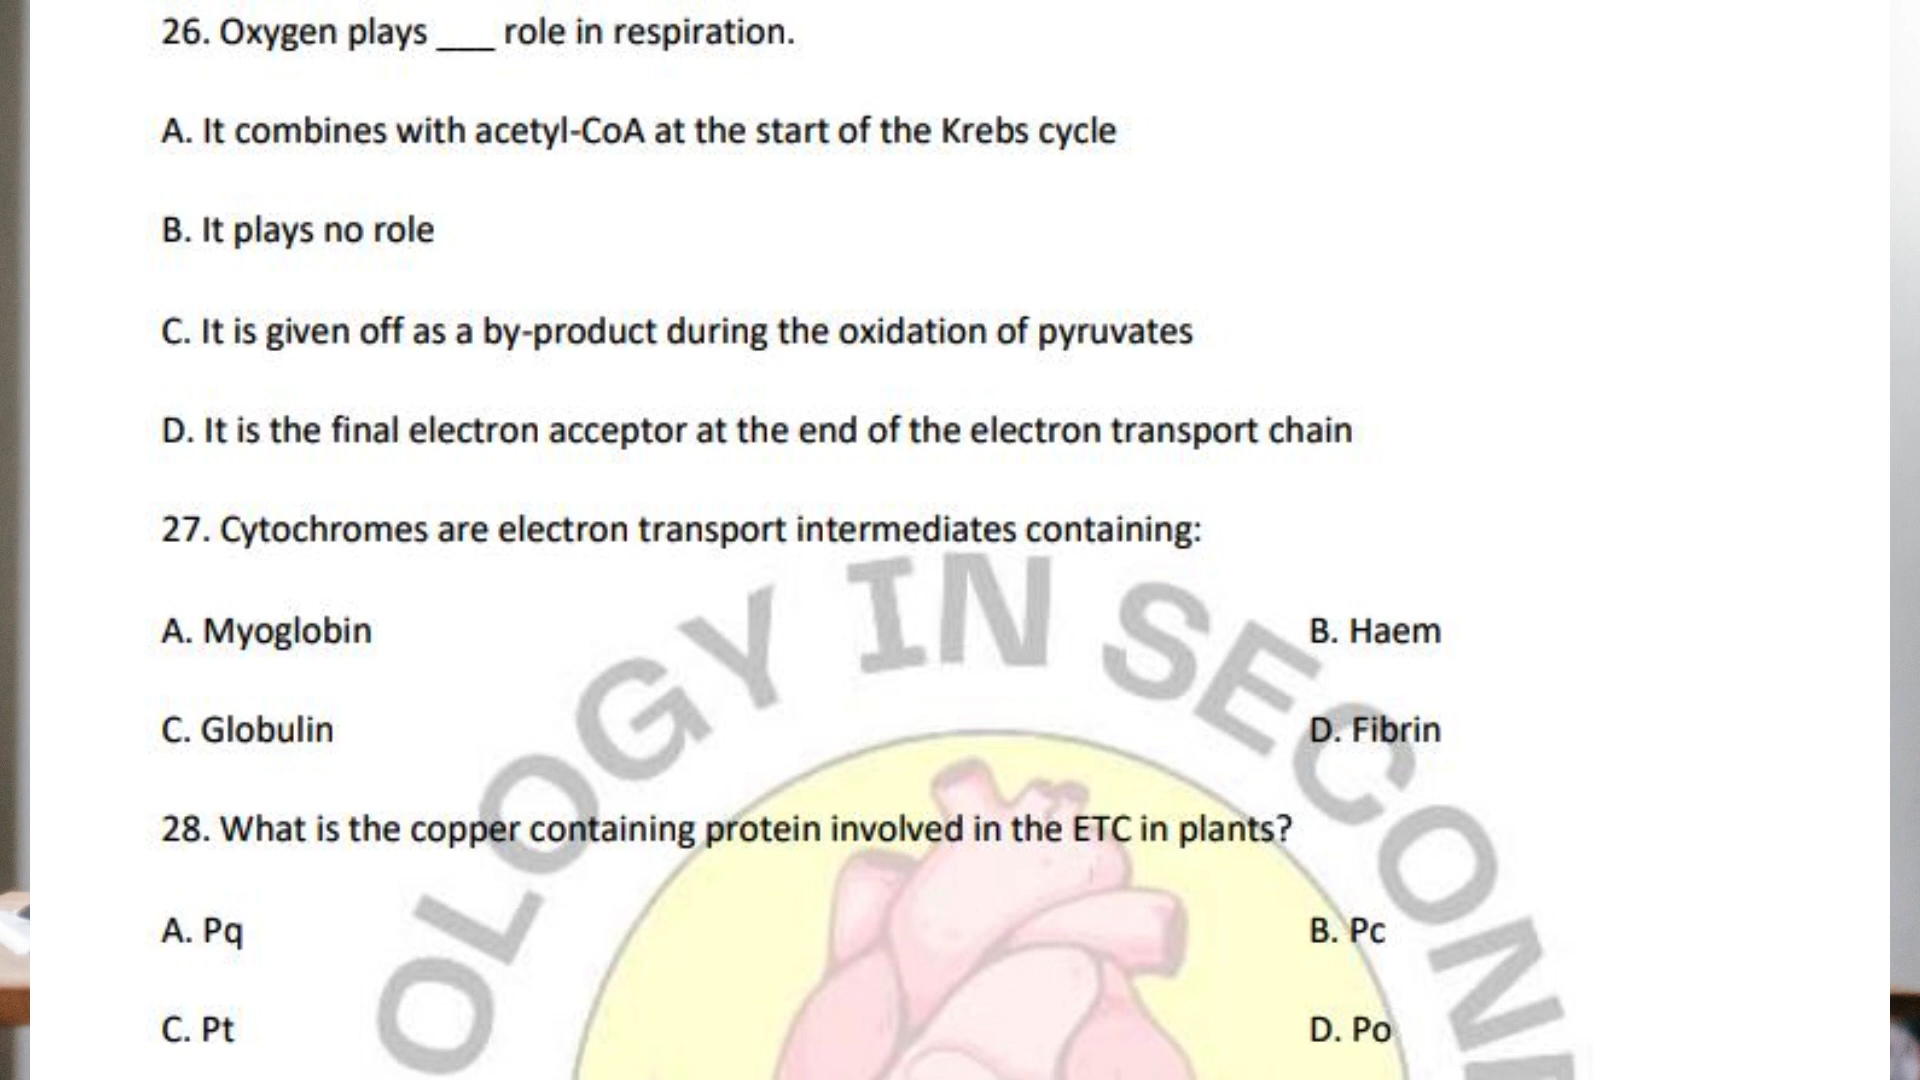 26. Oxygen plays ___ role in respiration.
A. It combines with acetyl-CoA at the start of the Krebs cycle
B. It plays no role
C. It is given off as a by-product during the oxidation of pyruvates
D. It is the final electron acceptor at the end of the electron transport chain
27. Cytochromes are electron transport intermediates containing:
A. Myoglobin B. Haem
C. Globulin D. Fibrin
28. What is the copper containing protein involved in the ETC in plants?
A. Pq B. Pc
C. Pt D. Po
OLOGY IN SECON